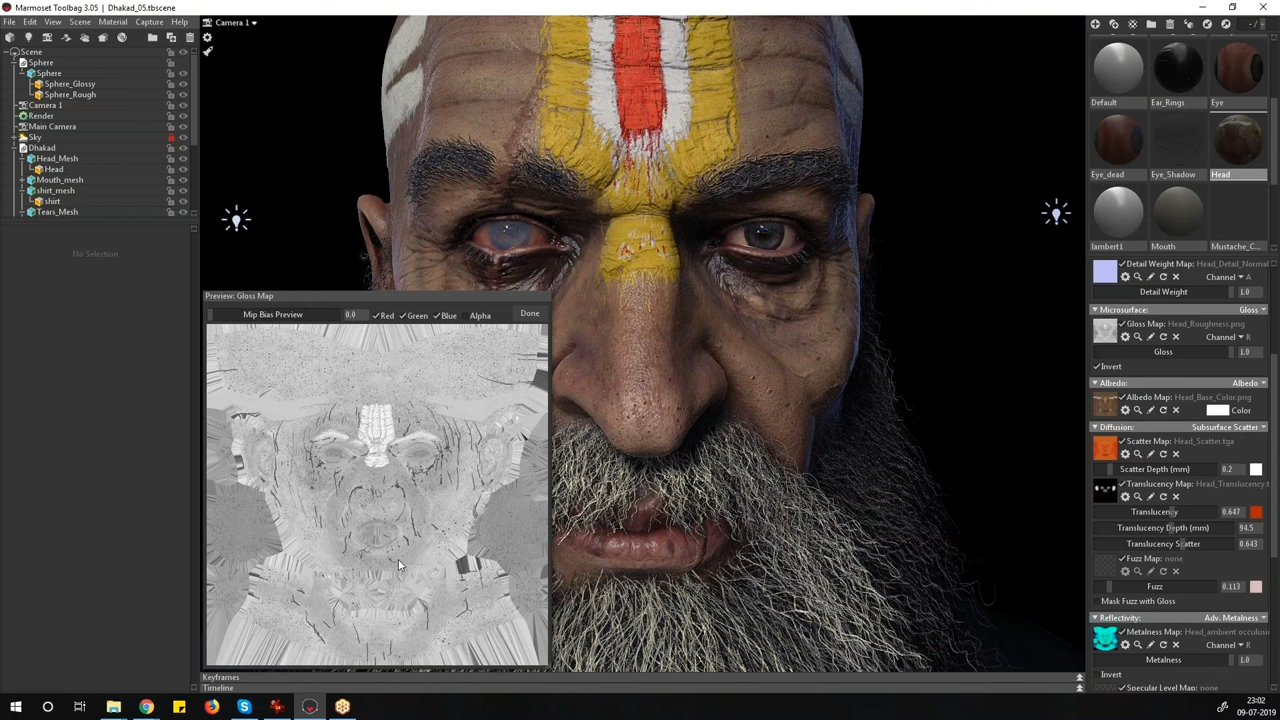 Marmoset Toolbag 3.05 | Dhakad_05.tbscene
File Edit View Scene Material Capture Help
Camera 1
Scene
Sphere
Sphere
Sphere_Glossy
Sphere_Rough
Camera 1
Render
Main Camera
Sky
Dhakad
Head_Mesh
Head
Mouth_mesh
shirt_mesh
shirt
Tears_Mesh
No Selection
Preview: Gloss Map
Mip Bias Preview 0.0 Red Green Blue Alpha Done
Keyframes
Timeline
Default Ear_Rings Eye
Eye_dead Eye_Shadow Head
lambert1 Mouth Mustache_C...
Detail Weight Map: Head_Detail_Normal
Channel A
Detail Weight 1.0
Microsurface: Gloss
Gloss Map: Head_Roughness.png
Channel R
Gloss 1.0
Invert
Albedo: Albedo
Albedo Map: Head_Base_Color.png
Color
Diffusion: Subsurface Scatter
Scatter Map: Head_Scatter.tga
Scatter Depth (mm) 0.2
Translucency Map: Head_Translucency.t
Translucency 0.647
Translucency Depth (mm) 94.5
Translucency Scatter 0.643
Fuzz Map: none
Fuzz 0.113
Mask Fuzz with Gloss
Reflectivity: Adv. Metalness
Metalness Map: Head_ambient occulusion
Channel R
Metalness 1.0
Invert
Specular Level Map: none
23:02
09-07-2019